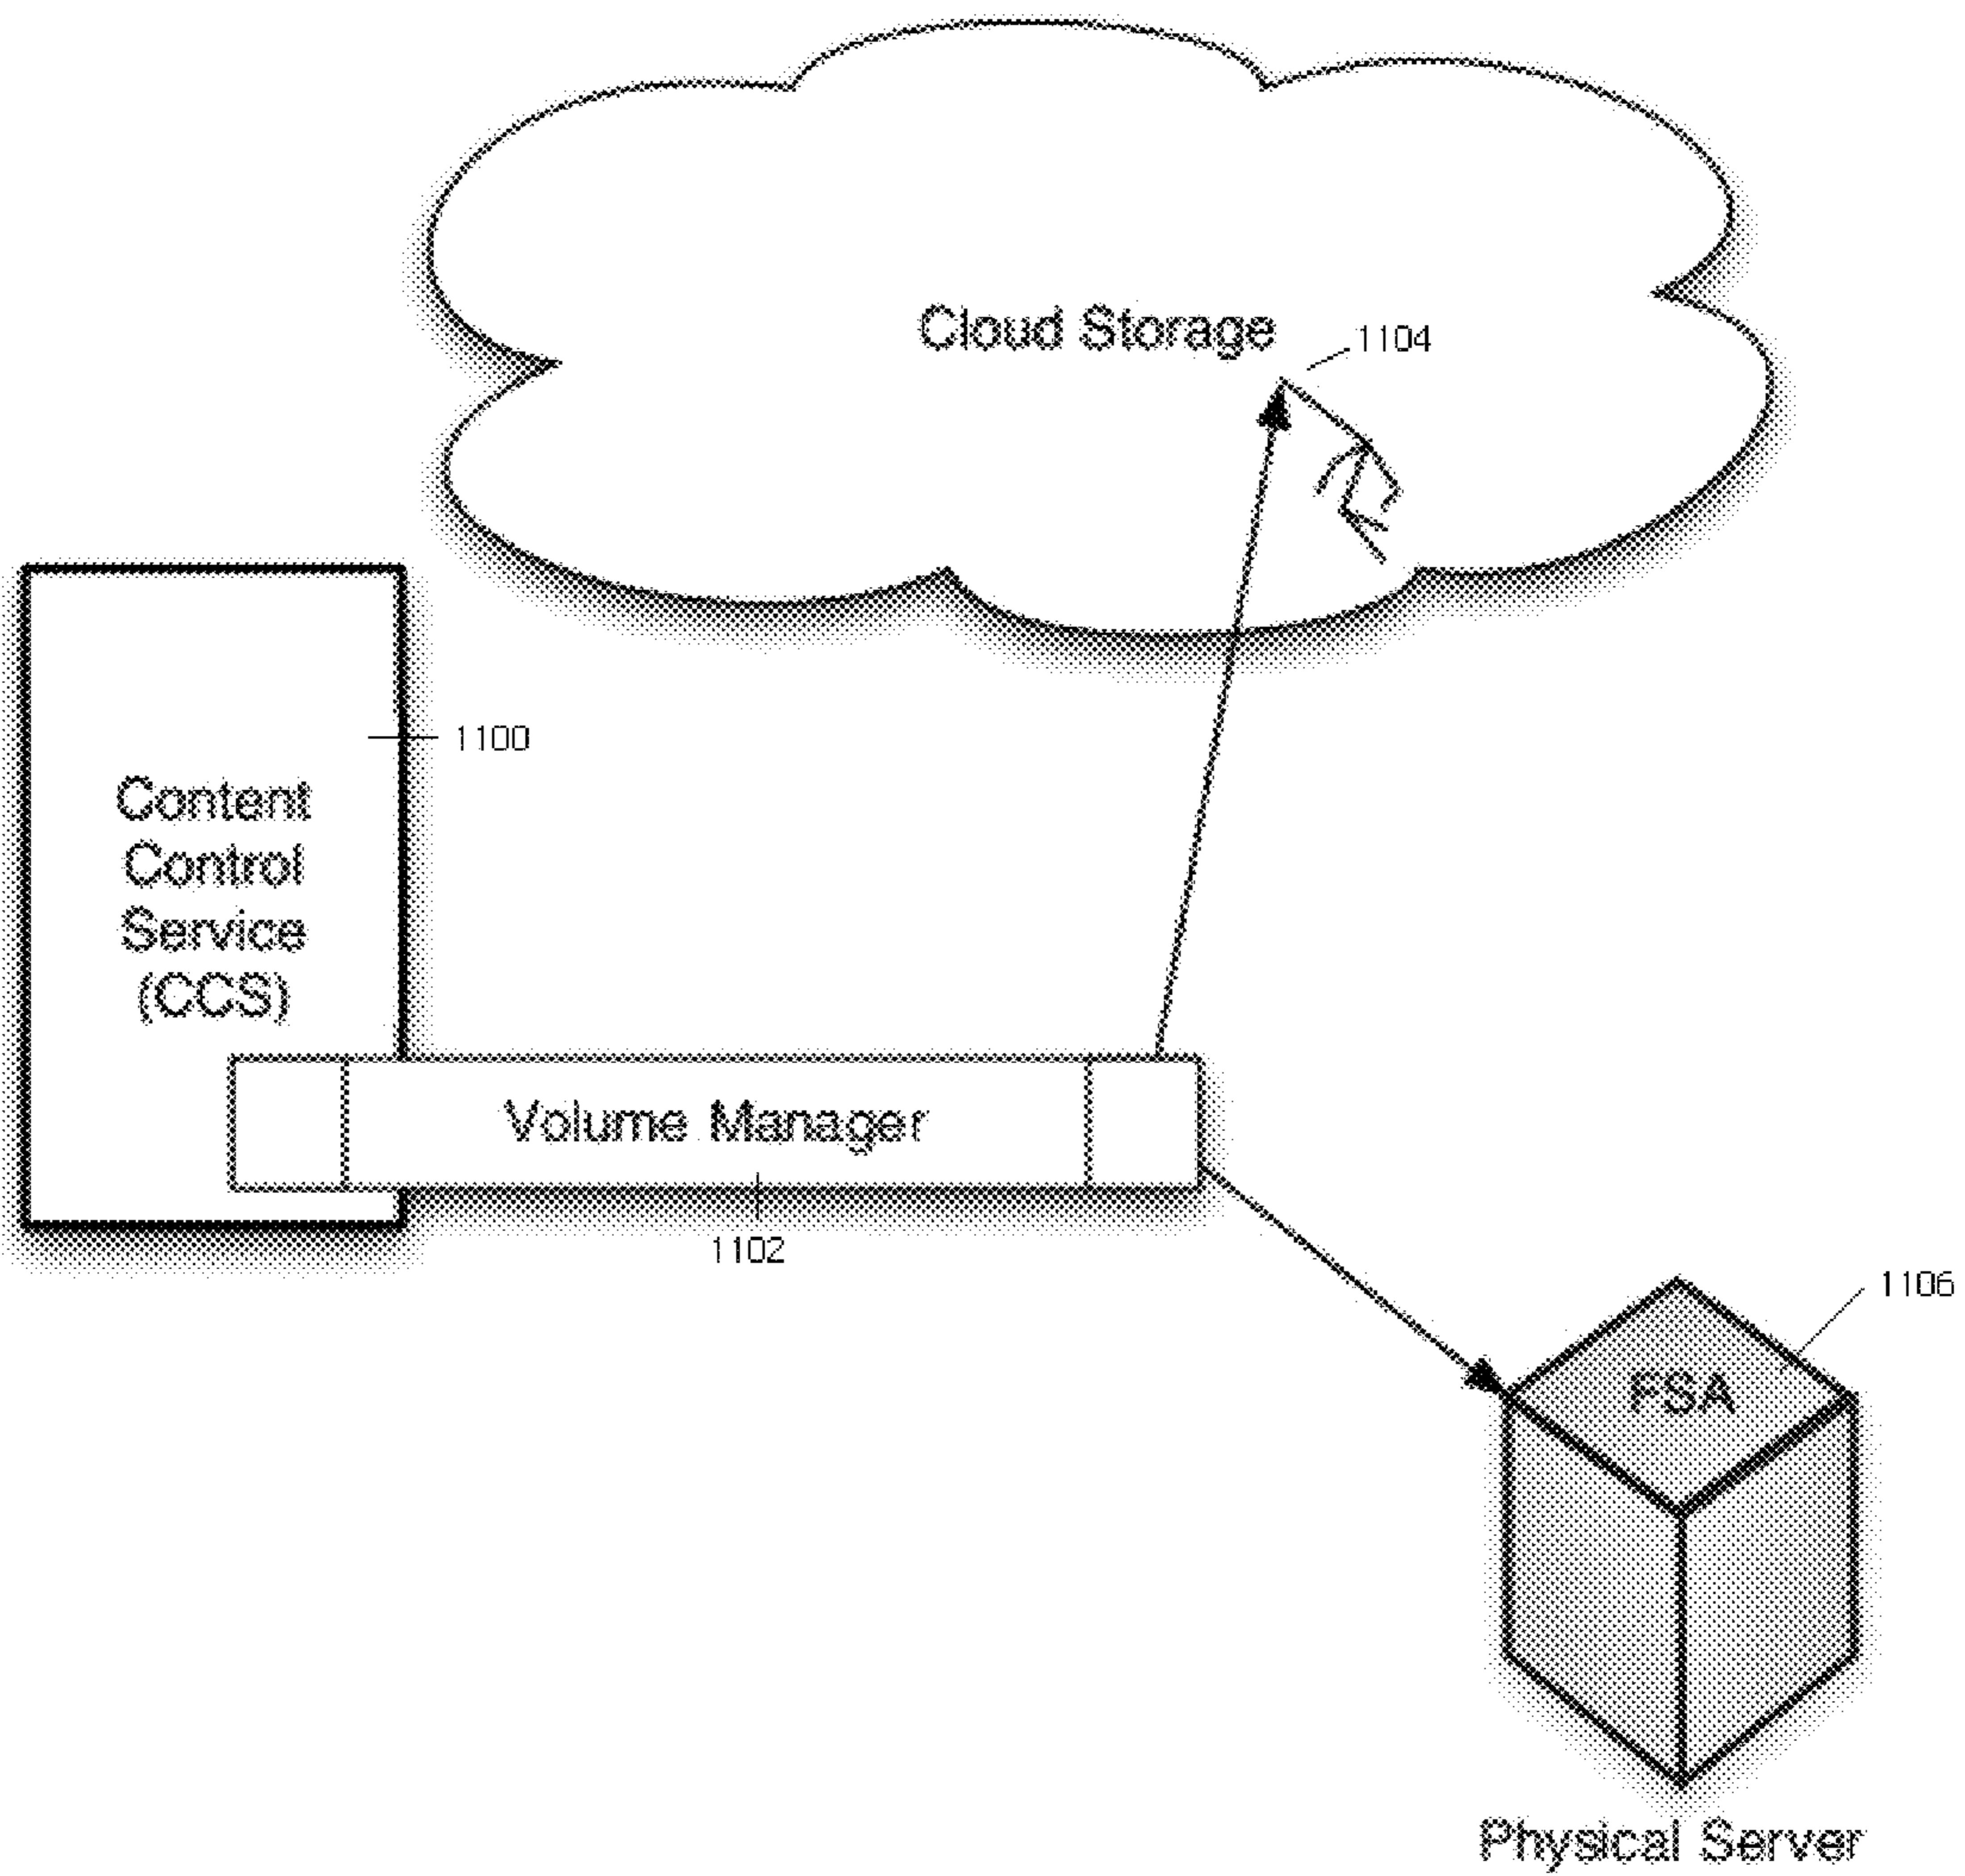 Cloud Storage
1104
1100
Content
Control
Service
(CCS)
Volume Manager
1102
1106
FSA
Physical Server